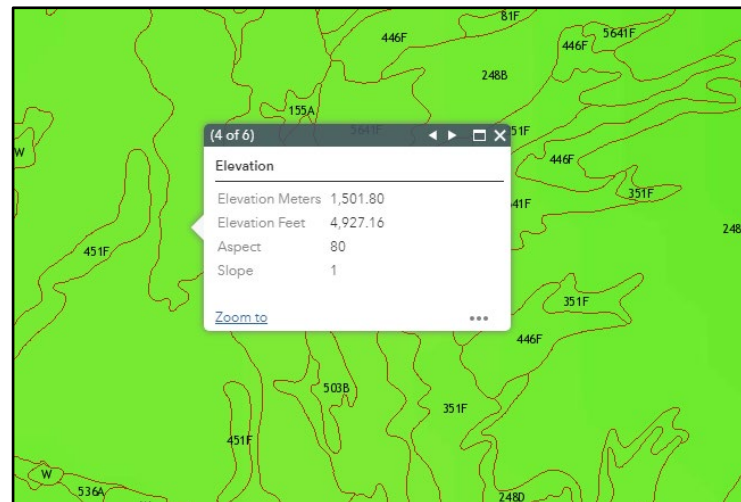 81F
446F
5641F
446F
248B
155A
(4 of 6)
5641F
51F
W
Elevation
446F
Elevation Meters 1,501.80
351F
Elevation Feet 4,927.16
41F
Aspect 80
248
451F
Slope 1
351F
Zoom to
446F
503B
351F
451F
W
536A
248D